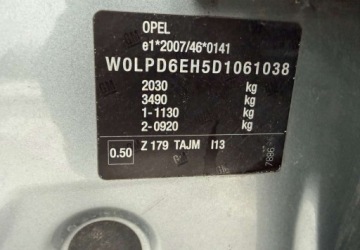 OPEL
e1*2007/46*0141
W0LPD6EH5D1061038
2030 kg
3490 kg
1-1130 kg
2-0920 kg
0.50 Z 179 TAJM I13
7886